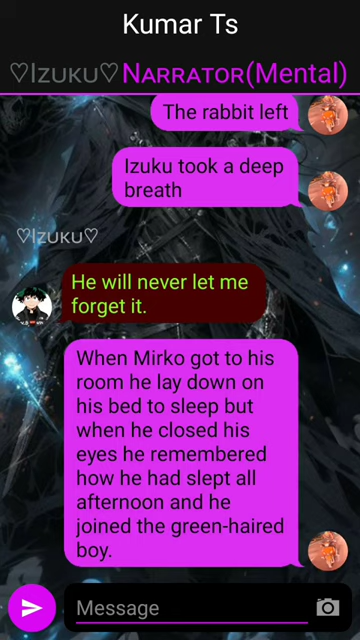 Kumar Ts
♡Izuku♡ Narrator(Mental)
The rabbit left
Izuku took a deep
breath
♡Izuku♡
He will never let me
forget it.
When Mirko got to his
room he lay down on
his bed to sleep but
when he closed his
eyes he remembered
how he had slept all
afternoon and he
joined the green-haired
boy.
Message